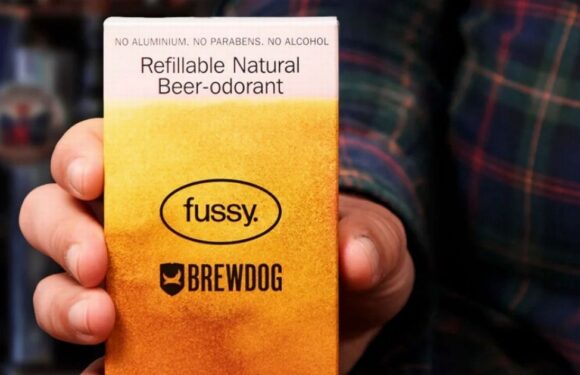 NO ALUMINIUM. NO PARABENS. NO ALCOHOL
Refillable Natural
Beer-odorant
fussy.
BREWDOG